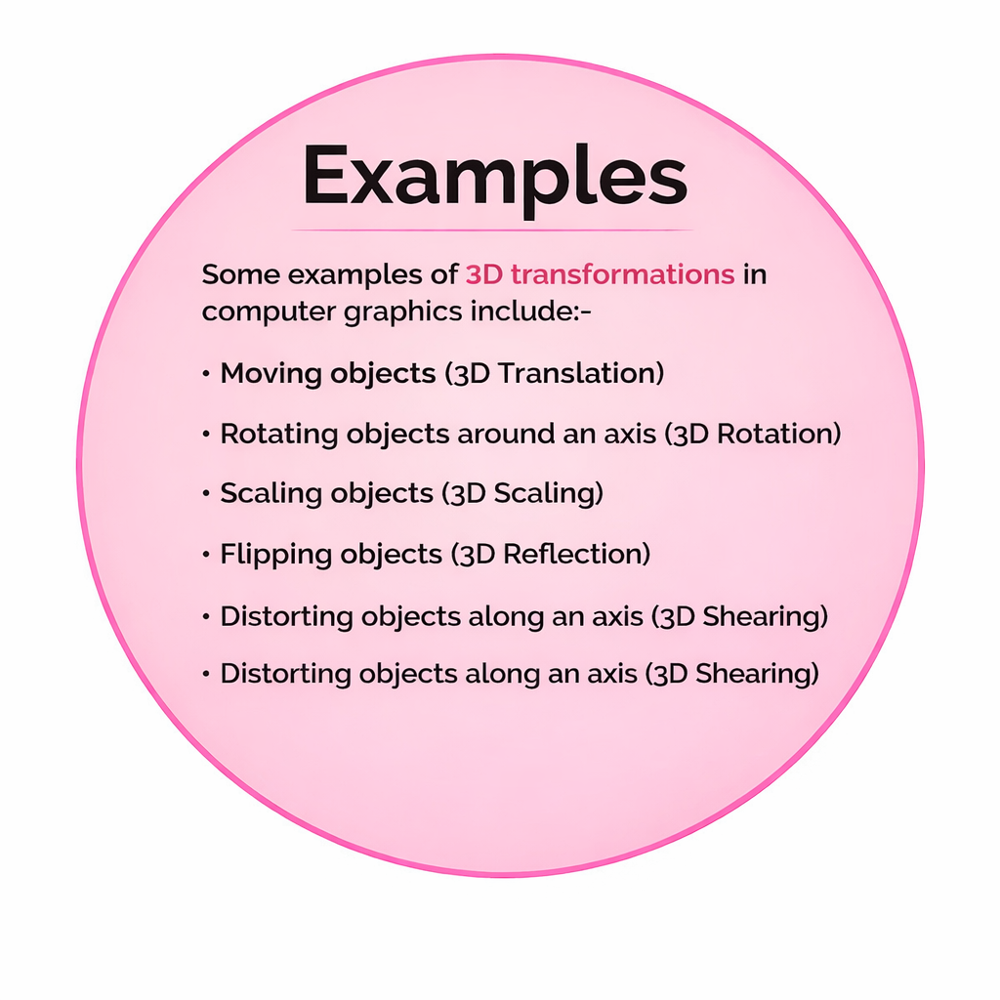 Examples
Some examples of 3D transformations in
computer graphics include:-
• Moving objects (3D Translation)
• Rotating objects around an axis (3D Rotation)
• Scaling objects (3D Scaling)
• Flipping objects (3D Reflection)
• Distorting objects along an axis (3D Shearing)
• Distorting objects along an axis (3D Shearing)